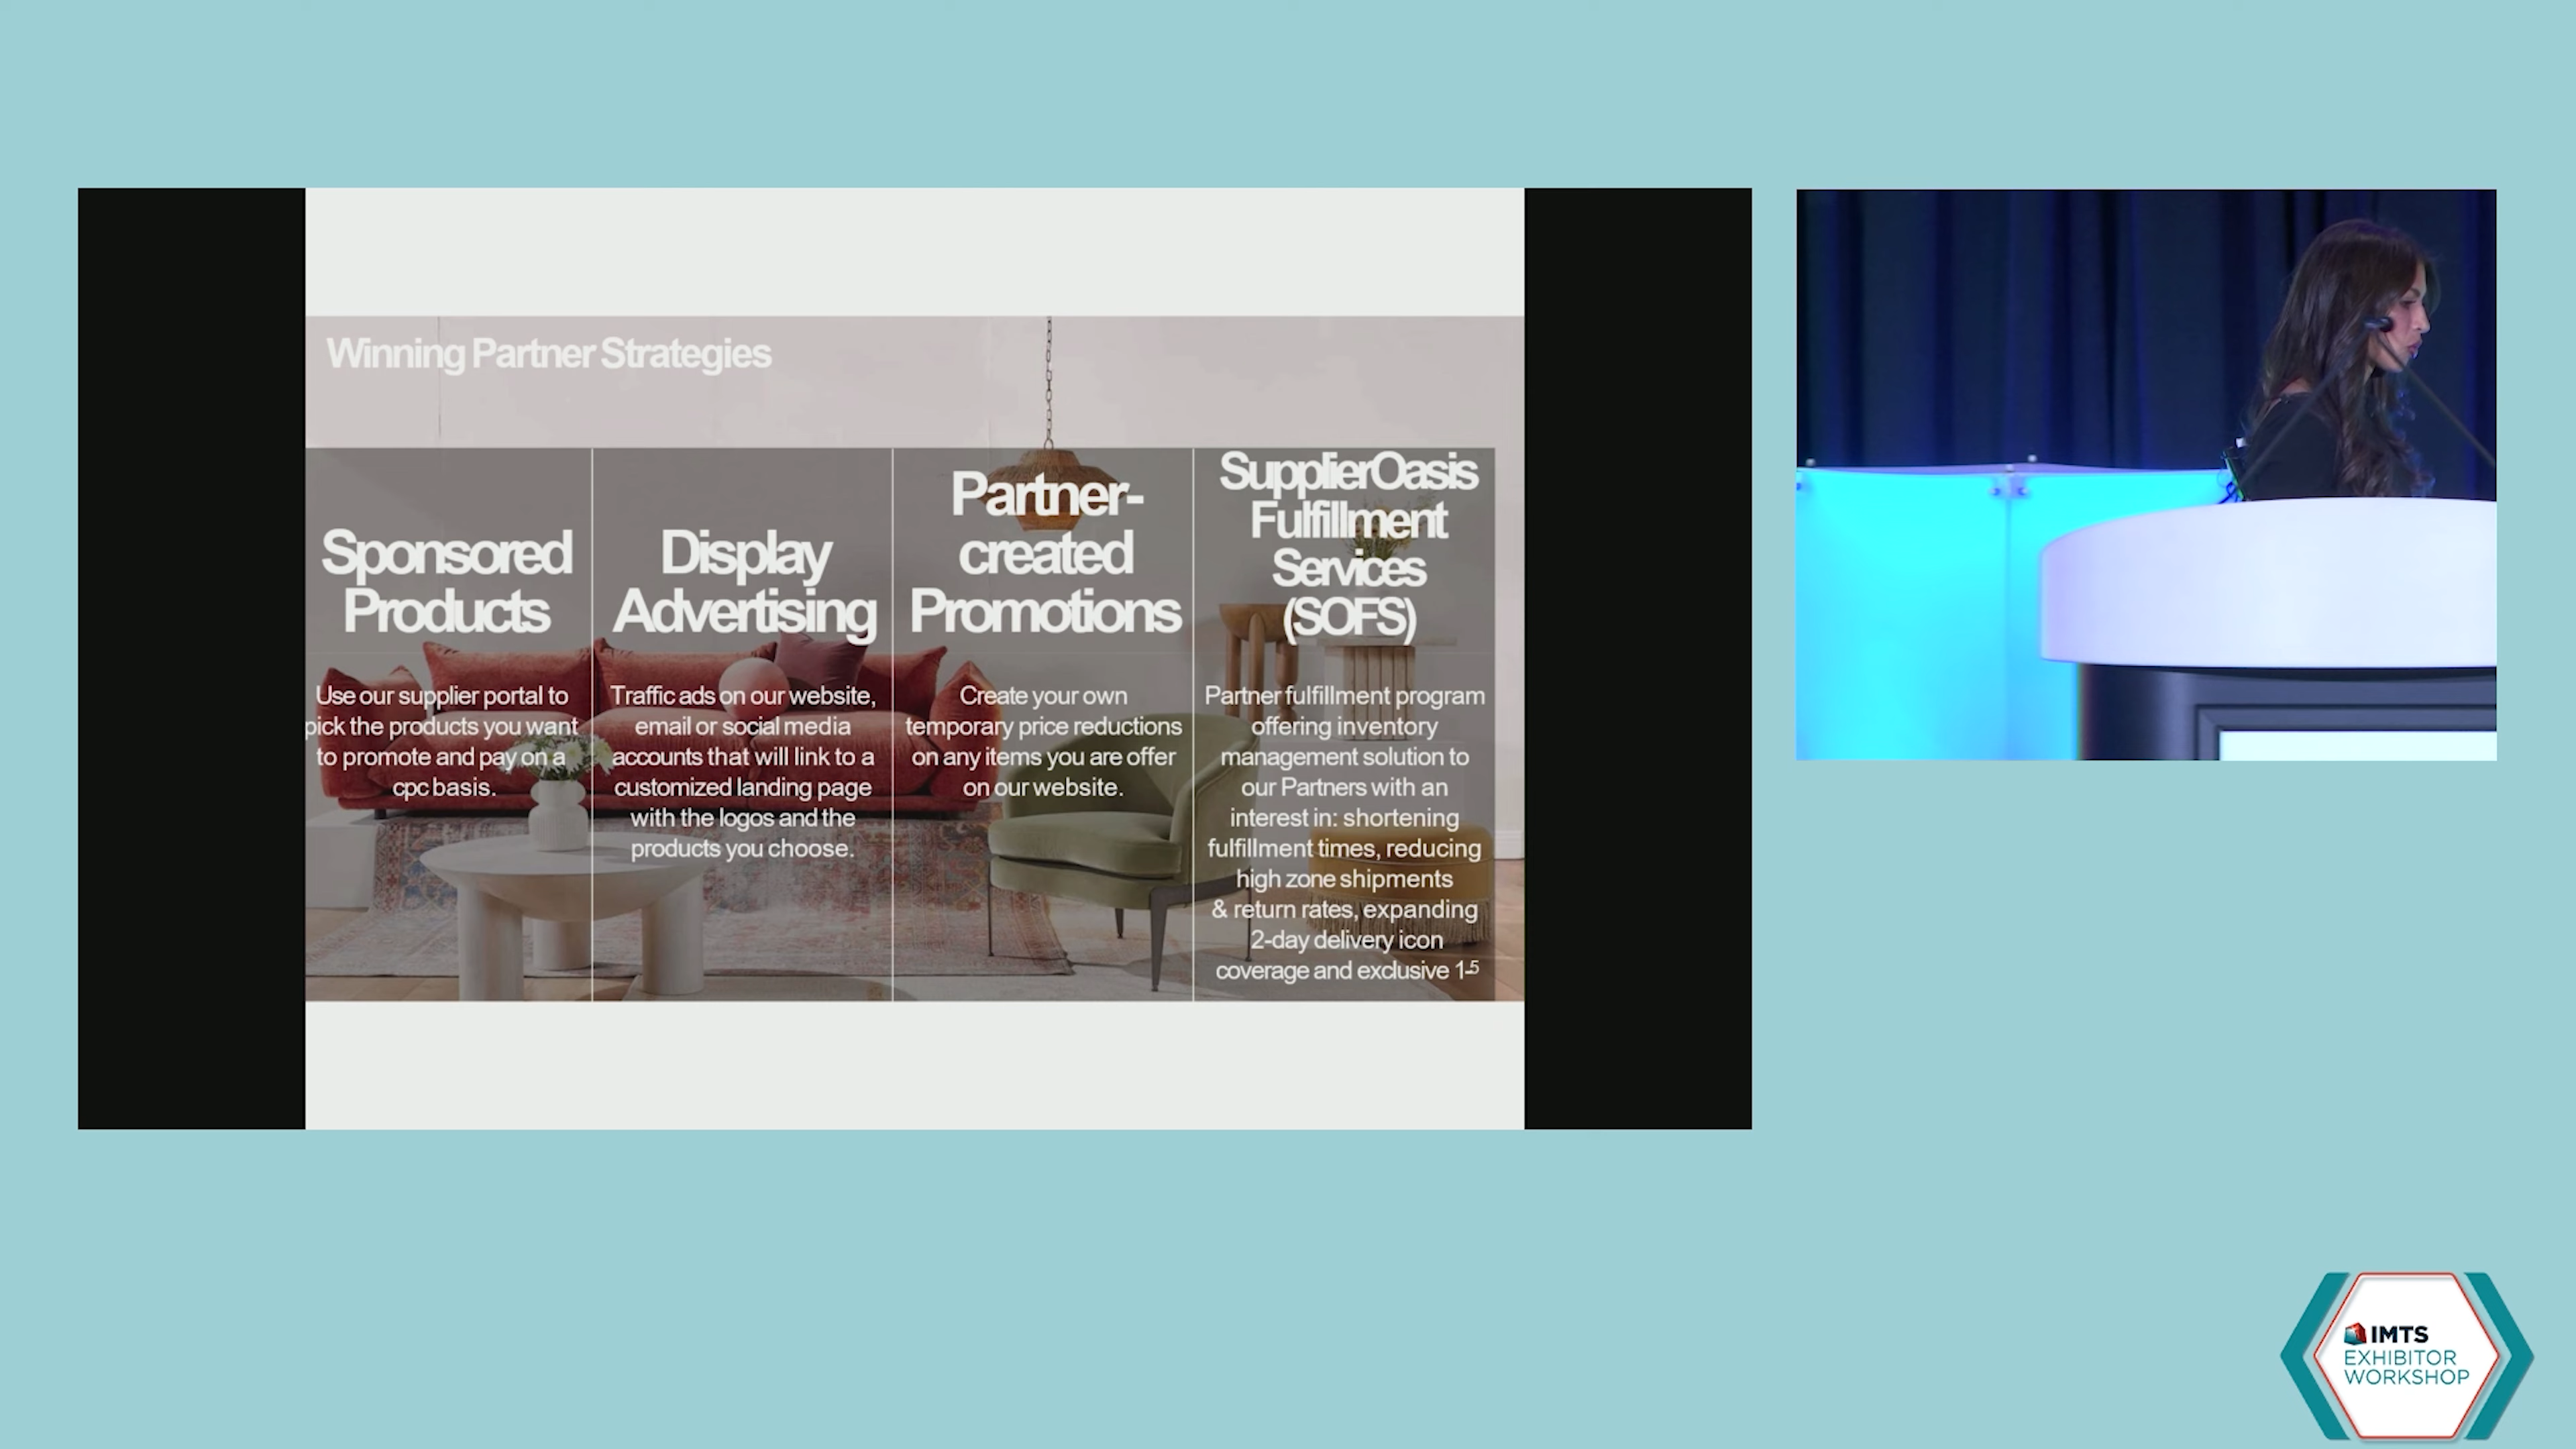 Winning Partner Strategies
Sponsored
Products
Use our supplier portal to
pick the products you want
to promote and pay on a
cpc basis.
Display
Advertising
Traffic ads on our website,
email or social media
accounts that will link to a
customized landing page
with the logos and the
products you choose.
Partner-
created
Promotions
Create your own
temporary price reductions
on any items you are offer
on our website.
SupplierOasis
Fulfillment
Services
(SOFS)
Partner fulfillment program
offering inventory
management solution to
our Partners with an
interest in: shortening
fulfillment times, reducing
high zone shipments
& return rates, expanding
2-day delivery icon
coverage and exclusive 1-
5
IMTS
EXHIBITOR
WORKSHOP